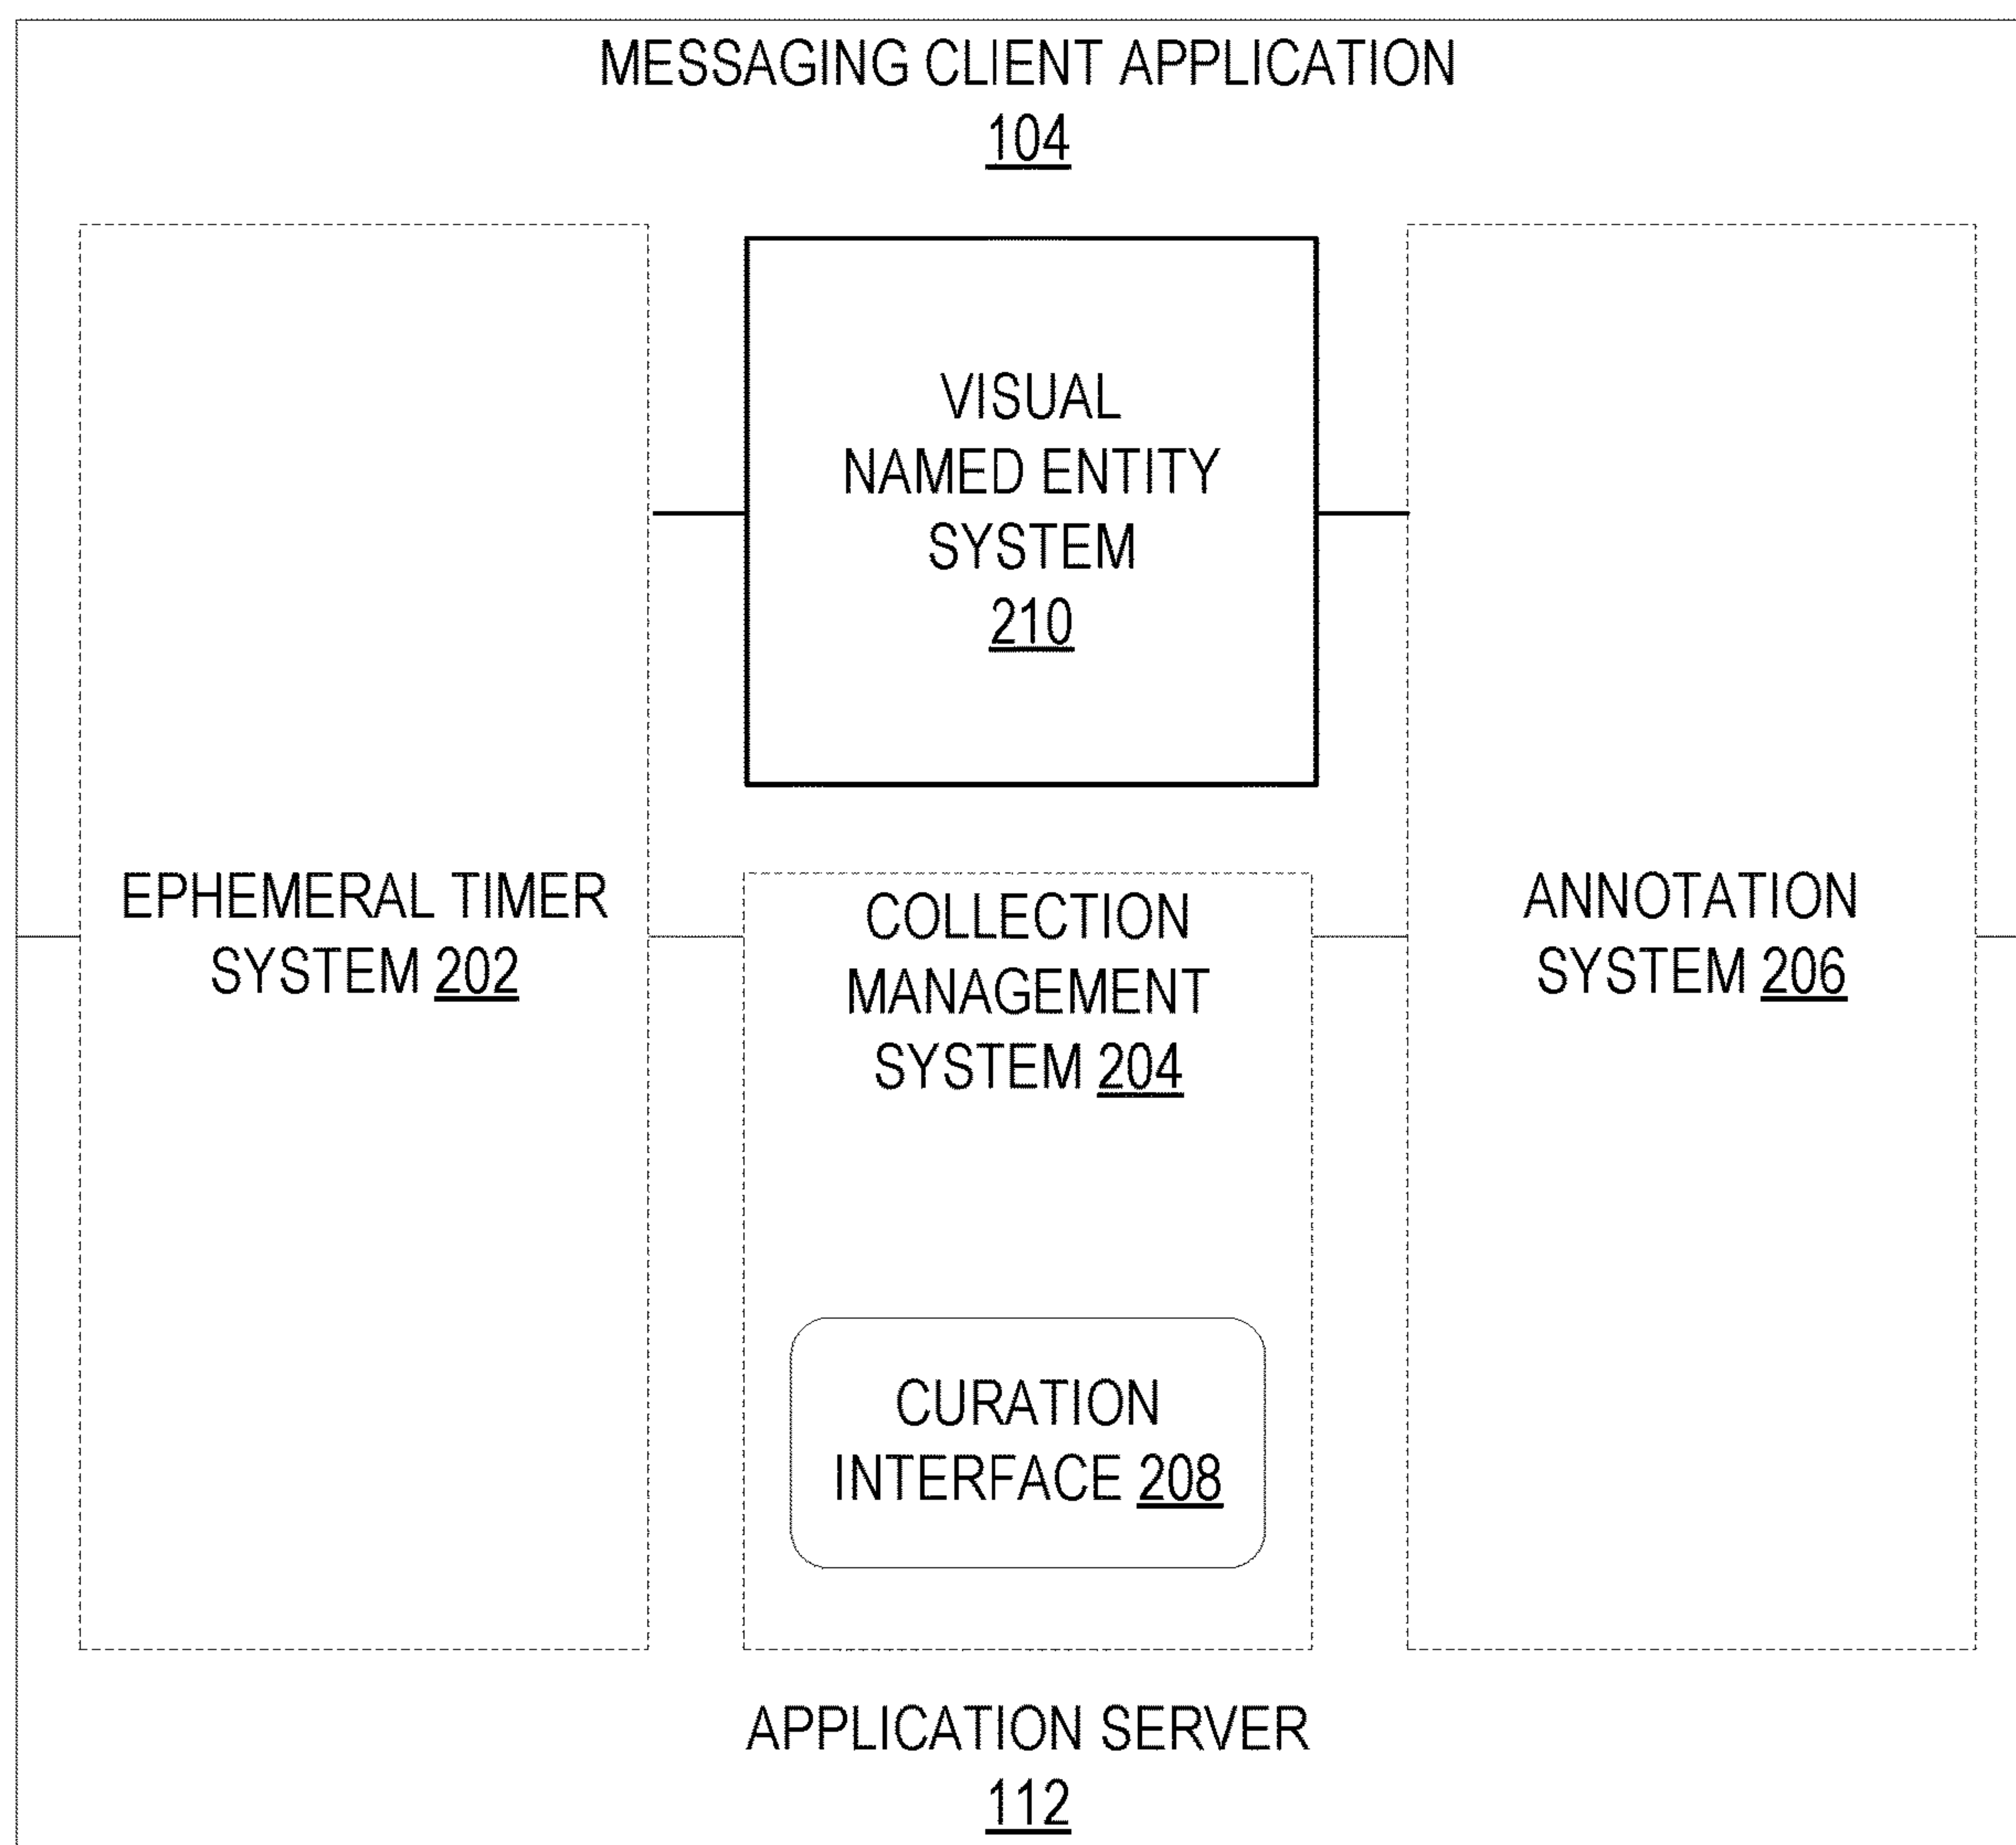 MESSAGING CLIENT APPLICATION
104
VISUAL
NAMED ENTITY
SYSTEM
210
EPHEMERAL TIMER
SYSTEM 202
COLLECTION
MANAGEMENT
SYSTEM 204
ANNOTATION
SYSTEM 206
CURATION
INTERFACE 208
APPLICATION SERVER
112